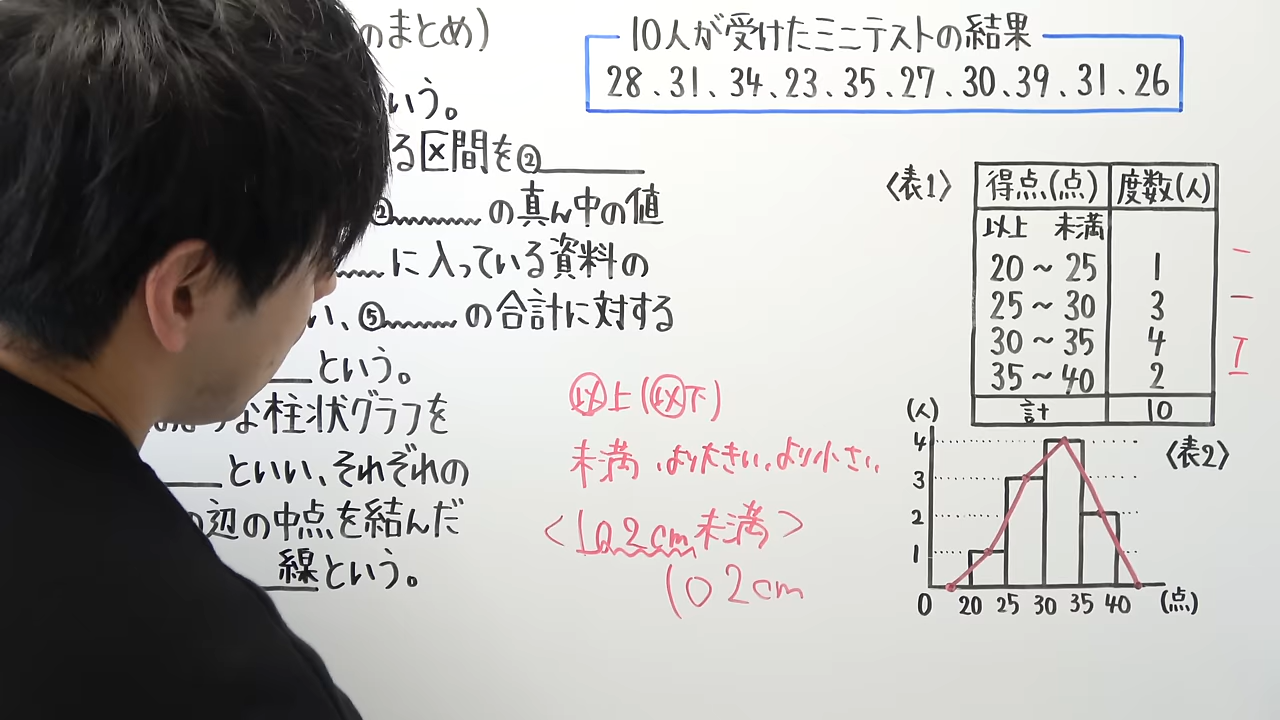 のまとめ)
いう。
る区間を②
②の真ん中の値
に入っている資料の
い、⑤の合計に対する
という。
な柱状グラフを
といい、それぞれの
の辺の中点を結んだ
線という。
10人が受けたミニテストの結果
28、31、34、23、35、27、30、39、31、26
〈表1〉
得点(点) 度数(人)
以上 未満
20 ~ 25 1
25 ~ 30 3
30 ~ 35 4
35 ~ 40 2
計 10
以上(以下)
未満、より大きい、より小さい
〈102cm未満〉
102cm
〈表2〉
(人)
4
3
2
1
0 20 25 30 35 40 (点)